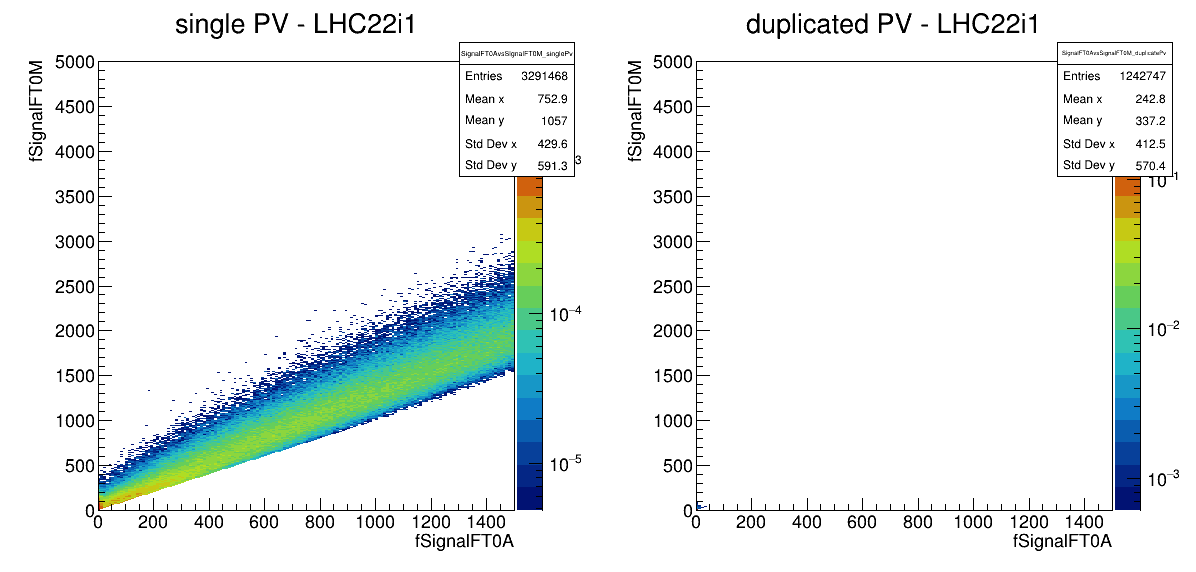 single PV - LHC22i1
SignalFT0AvsSignalFT0M_singlePv
Entries 3291468
Mean x 752.9
Mean y 1057
Std Dev x 429.6
Std Dev y 591.3
fSignalFT0M
5000
4500
4000
3500
3000
2500
2000
1500
1000
500
0
0 200 400 600 800 1000 1200 1400
fSignalFT0A
3
10−4
10−5
duplicated PV - LHC22i1
SignalFT0AvsSignalFT0M_duplicatePv
Entries 1242747
Mean x 242.8
Mean y 337.2
Std Dev x 412.5
Std Dev y 570.4
fSignalFT0M
5000
4500
4000
3500
3000
2500
2000
1500
1000
500
0
0 200 400 600 800 1000 1200 1400
fSignalFT0A
10 1
10−2
10−3